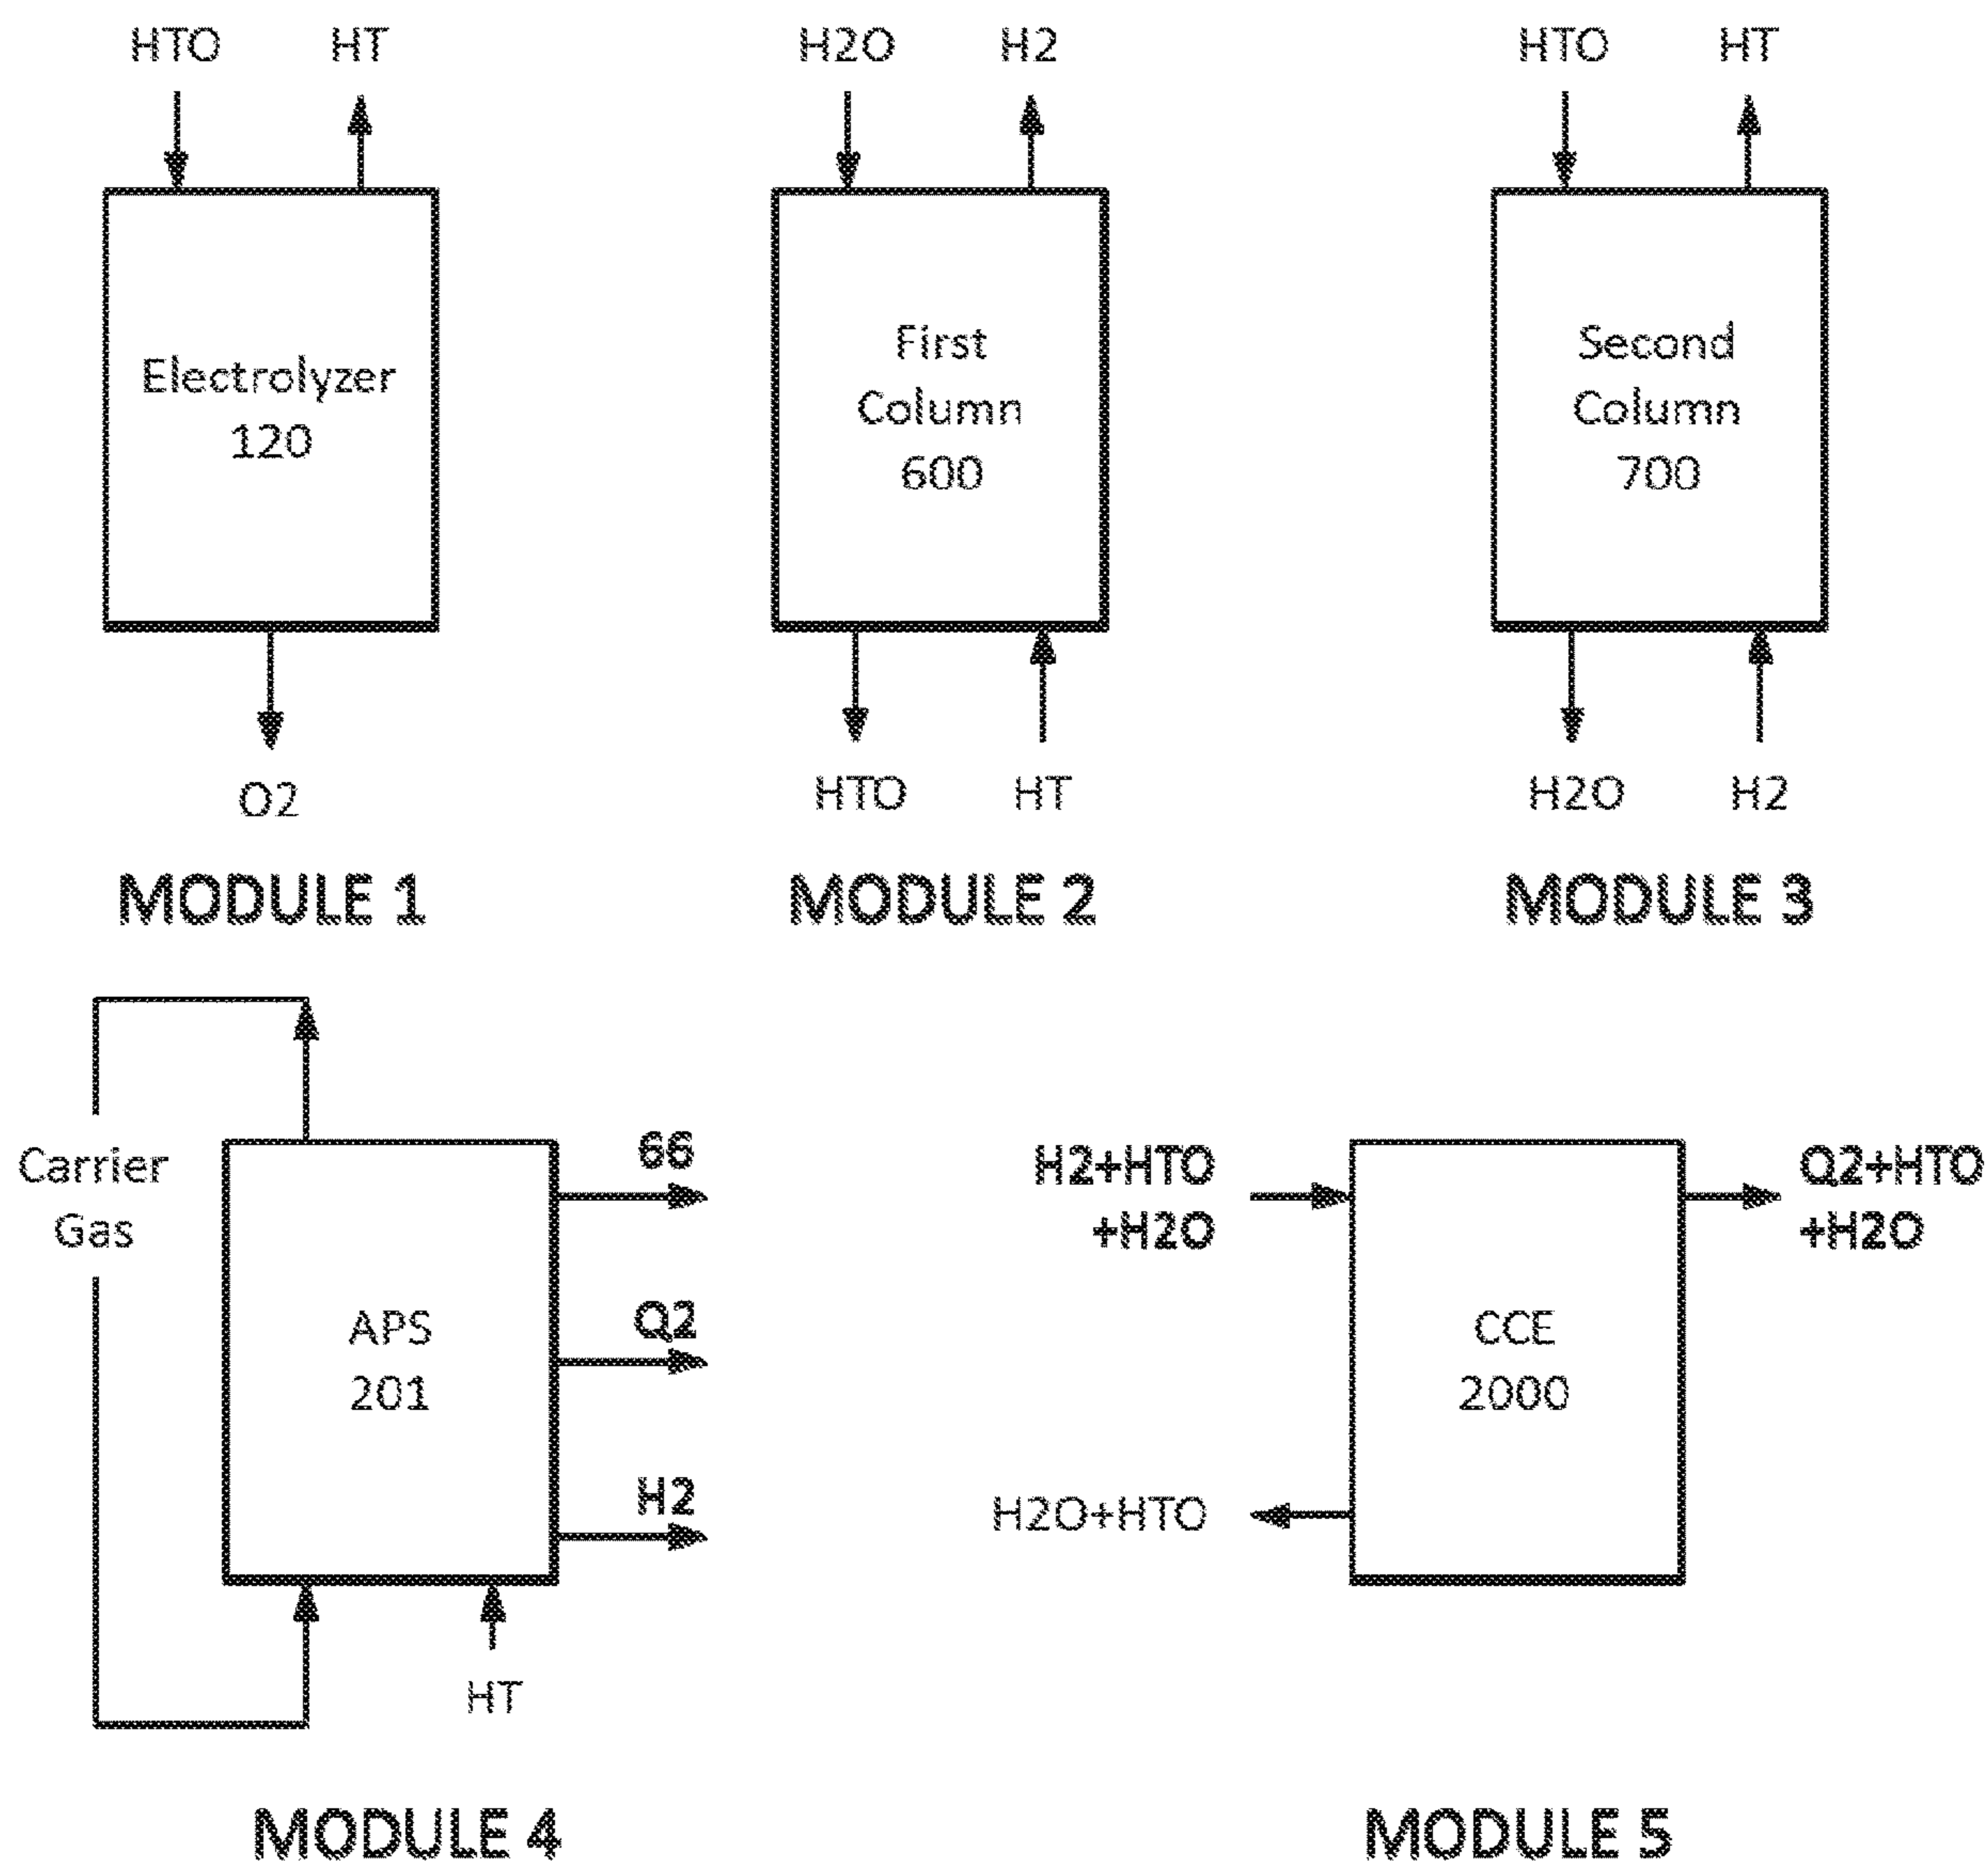 HTO HT
Electrolyzer
120
O2
MODULE 1
H2O H2
First
Column
600
HTO HT
MODULE 2
HTO HT
Second
Column
700
H2O H2
MODULE 3
Carrier
Gas
APS
201
66
Q2
H2
HT
MODULE 4
H2+HTO
+H2O
CCE
2000
Q2+HTO
+H2O
H2O+HTO
MODULE 5